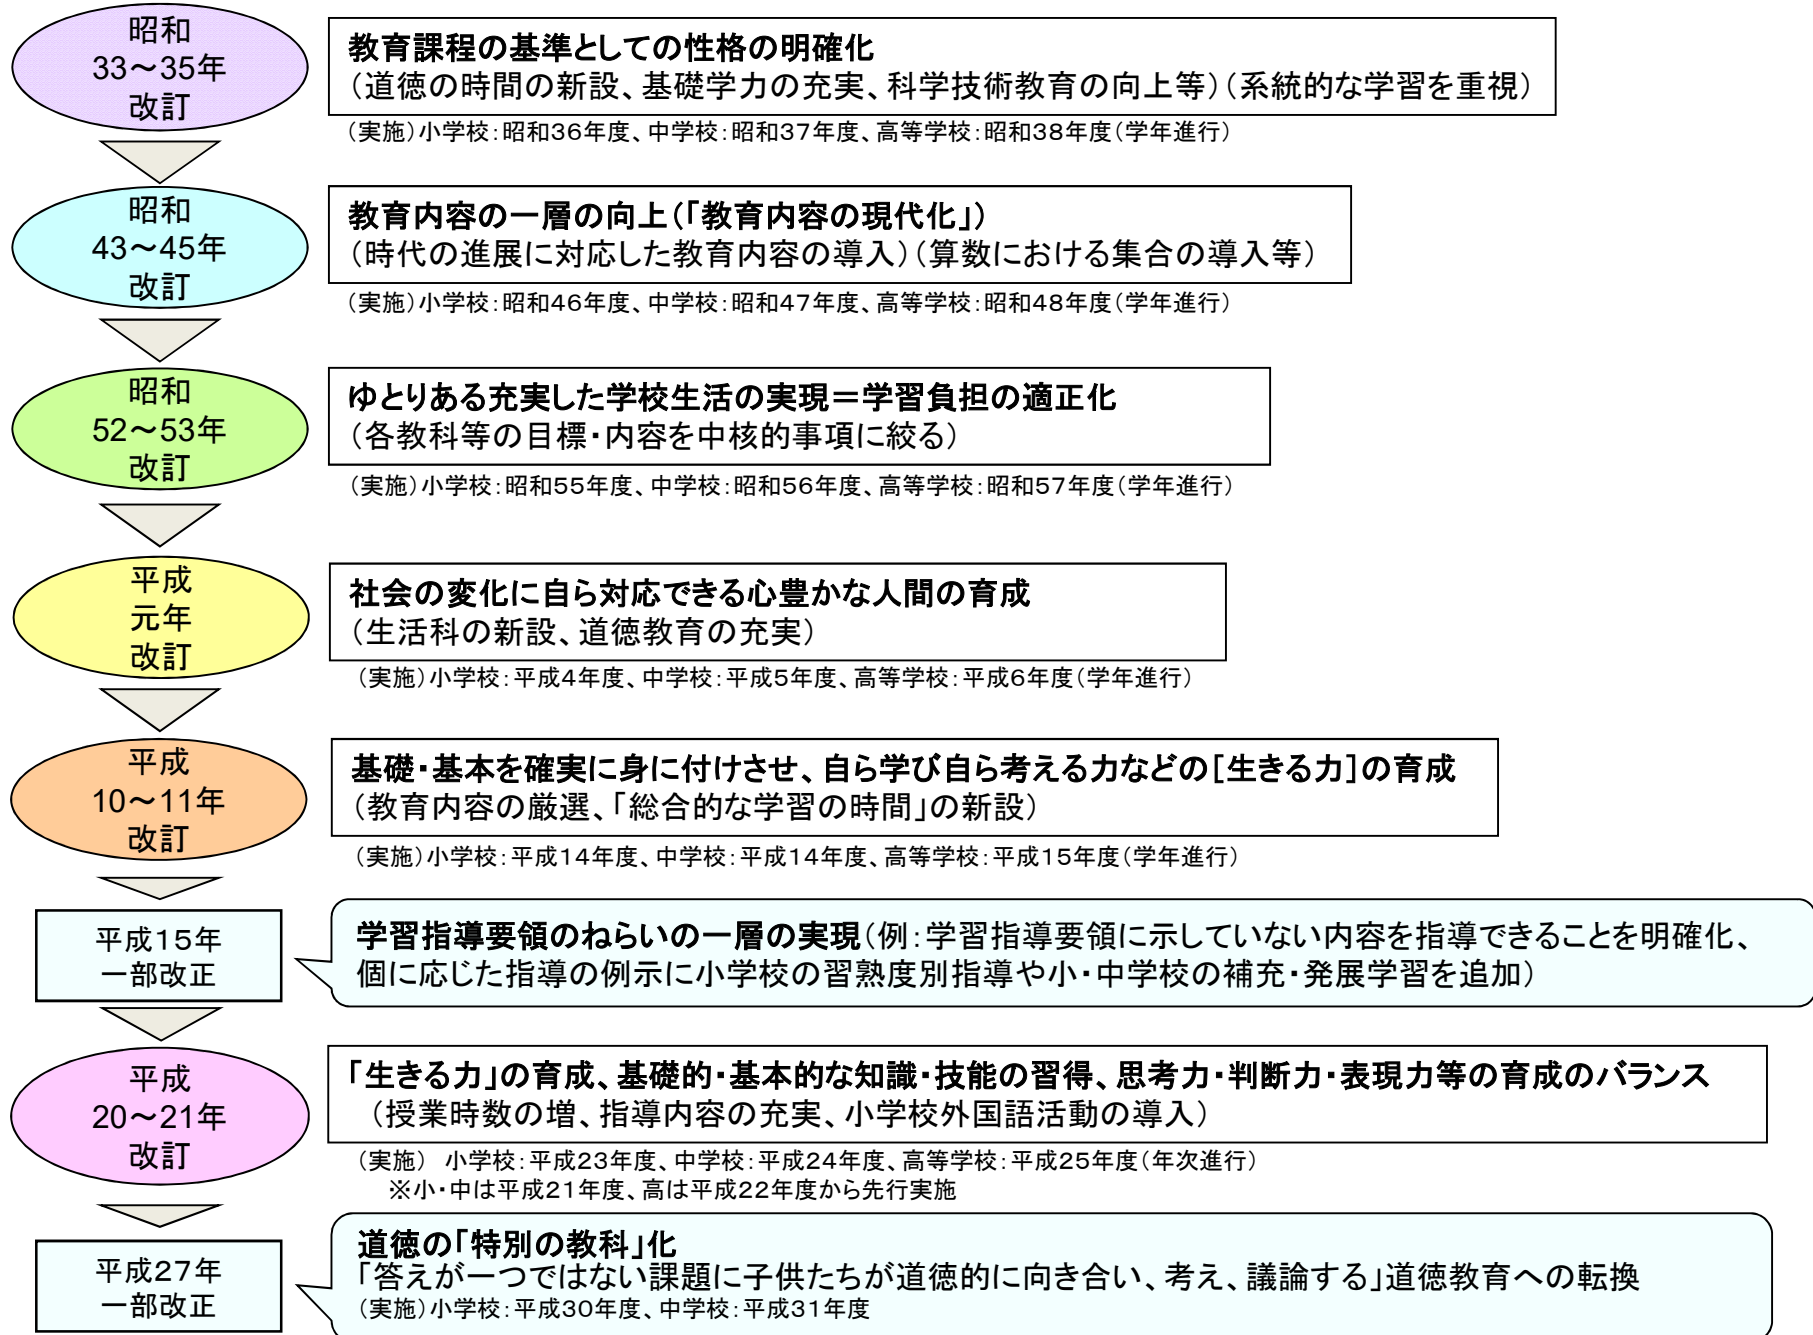 昭和
33～35年
改訂
教育課程の基準としての性格の明確化
（道徳の時間の新設、基礎学力の充実、科学技術教育の向上等）（系統的な学習を重視）
（実施）小学校：昭和36年度、中学校：昭和37年度、高等学校：昭和38年度（学年進行）
昭和
43～45年
改訂
教育内容の一層の向上（「教育内容の現代化」）
（時代の進展に対応した教育内容の導入）（算数における集合の導入等）
（実施）小学校：昭和46年度、中学校：昭和47年度、高等学校：昭和48年度（学年進行）
昭和
52～53年
改訂
ゆとりある充実した学校生活の実現＝学習負担の適正化
（各教科等の目標・内容を中核的事項に絞る）
（実施）小学校：昭和55年度、中学校：昭和56年度、高等学校：昭和57年度（学年進行）
平成
元年
改訂
社会の変化に自ら対応できる心豊かな人間の育成
（生活科の新設、道徳教育の充実）
（実施）小学校：平成4年度、中学校：平成5年度、高等学校：平成6年度（学年進行）
平成
10～11年
改訂
基礎・基本を確実に身に付けさせ、自ら学び自ら考える力などの［生きる力］の育成
（教育内容の厳選、「総合的な学習の時間」の新設）
（実施）小学校：平成14年度、中学校：平成14年度、高等学校：平成15年度（学年進行）
平成15年
一部改正
学習指導要領のねらいの一層の実現（例：学習指導要領に示していない内容を指導できることを明確化、
個に応じた指導の例示に小学校の習熟度別指導や小・中学校の補充・発展学習を追加）
平成
20～21年
改訂
「生きる力」の育成、基礎的・基本的な知識・技能の習得、思考力・判断力・表現力等の育成のバランス
（授業時数の増、指導内容の充実、小学校外国語活動の導入）
（実施）　小学校：平成23年度、中学校：平成24年度、高等学校：平成25年度（年次進行）
※小・中は平成21年度、高は平成22年度から先行実施
平成27年
一部改正
道徳の「特別の教科」化
「答えが一つではない課題に子供たちが道徳的に向き合い、考え、議論する」道徳教育への転換
（実施）小学校：平成30年度、中学校：平成31年度